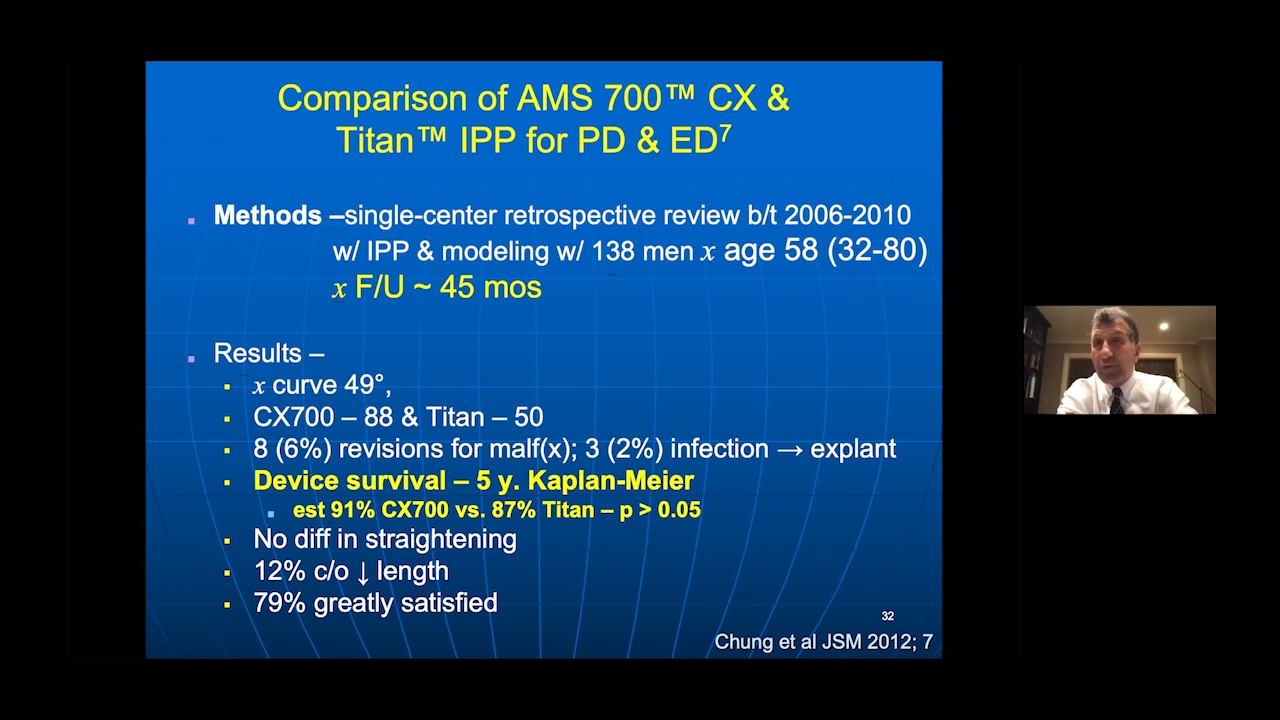 Comparison of AMS 700™ CX &
Titan™ IPP for PD & ED⁷
▪ Methods –single-center retrospective review b/t 2006-2010
w/ IPP & modeling w/ 138 men x age 58 (32-80)
x F/U ~ 45 mos
▪ Results –
▪ x curve 49°,
▪ CX700 – 88 & Titan – 50
▪ 8 (6%) revisions for malf(x); 3 (2%) infection → explant
▪ Device survival – 5 y. Kaplan-Meier
▪ est 91% CX700 vs. 87% Titan – p > 0.05
▪ No diff in straightening
▪ 12% c/o ↓ length
▪ 79% greatly satisfied
32
Chung et al JSM 2012; 7